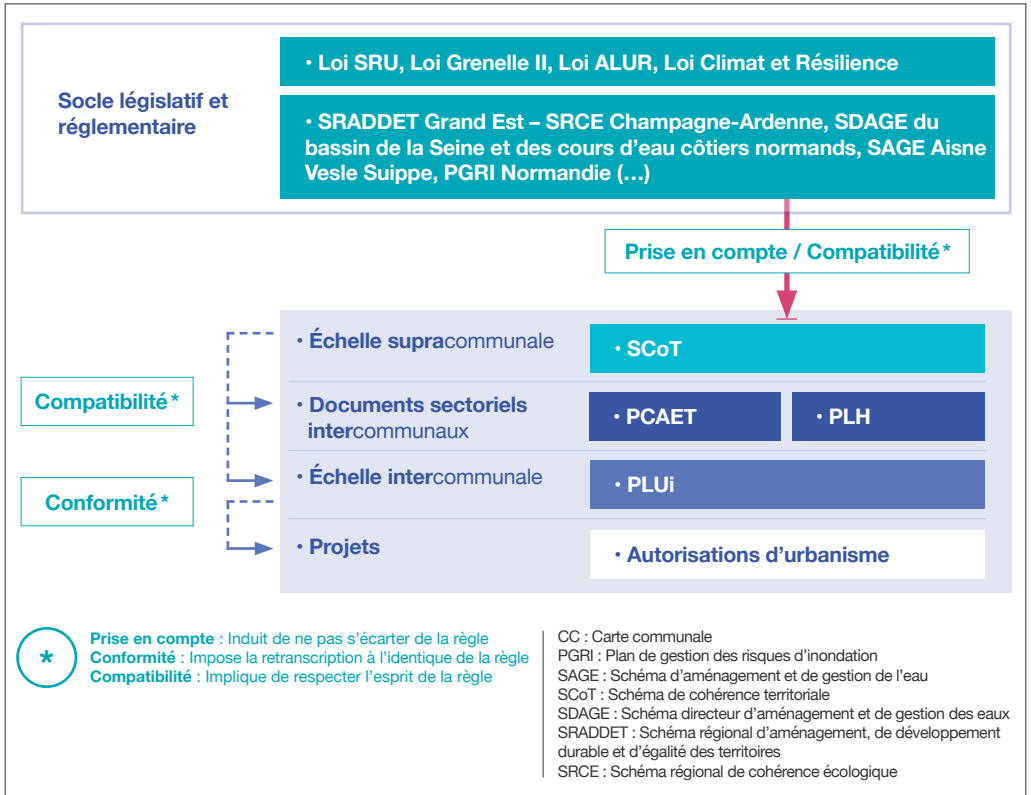 Socle législatif et
réglementaire
· Loi SRU, Loi Grenelle II, Loi ALUR, Loi Climat et Résilience
· SRADDET Grand Est – SRCE Champagne-Ardenne, SDAGE du
bassin de la Seine et des cours d’eau côtiers normands, SAGE Aisne
Vesle Suippe, PGRI Normandie (…)
Prise en compte / Compatibilité*
· Échelle supracommunale
· SCoT
Compatibilité*
· Documents sectoriels
intercommunaux
· PCAET
· PLH
· Échelle intercommunale
· PLUi
Conformité*
· Projets
· Autorisations d’urbanisme
*
Prise en compte : Induit de ne pas s’écarter de la règle
Conformité : Impose la retranscription à l’identique de la règle
Compatibilité : Implique de respecter l’esprit de la règle
CC : Carte communale
PGRI : Plan de gestion des risques d’inondation
SAGE : Schéma d’aménagement et de gestion de l’eau
SCoT : Schéma de cohérence territoriale
SDAGE : Schéma directeur d’aménagement et de gestion des eaux
SRADDET : Schéma régional d’aménagement, de développement
durable et d’égalité des territoires
SRCE : Schéma régional de cohérence écologique